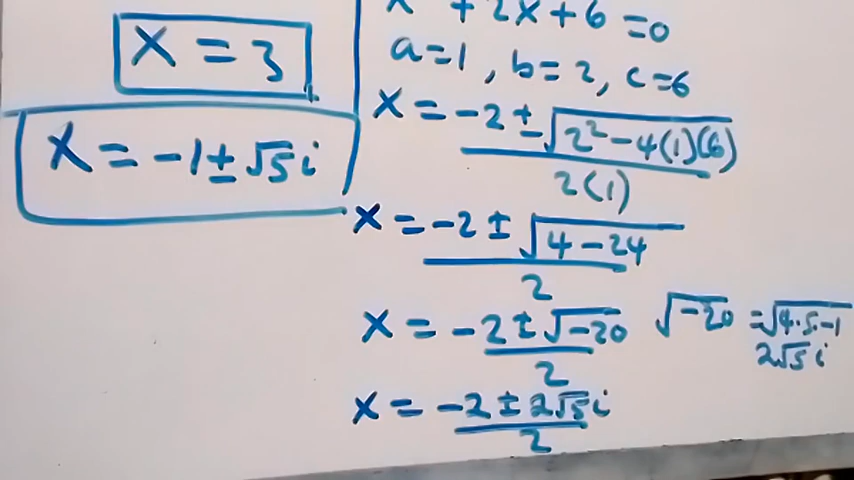 x = 3
x = -1 ± √5 i
x² + 2x + 6 = 0
a = 1, b = 2, c = 6
x = -2 ± √2² - 4(1)(6)
2(1)
x = -2 ± √4 - 24
2
x = -2 ± √-20
2
√-20 = √4·5·-1
2√5 i
x = -2 ± 2√5 i
2